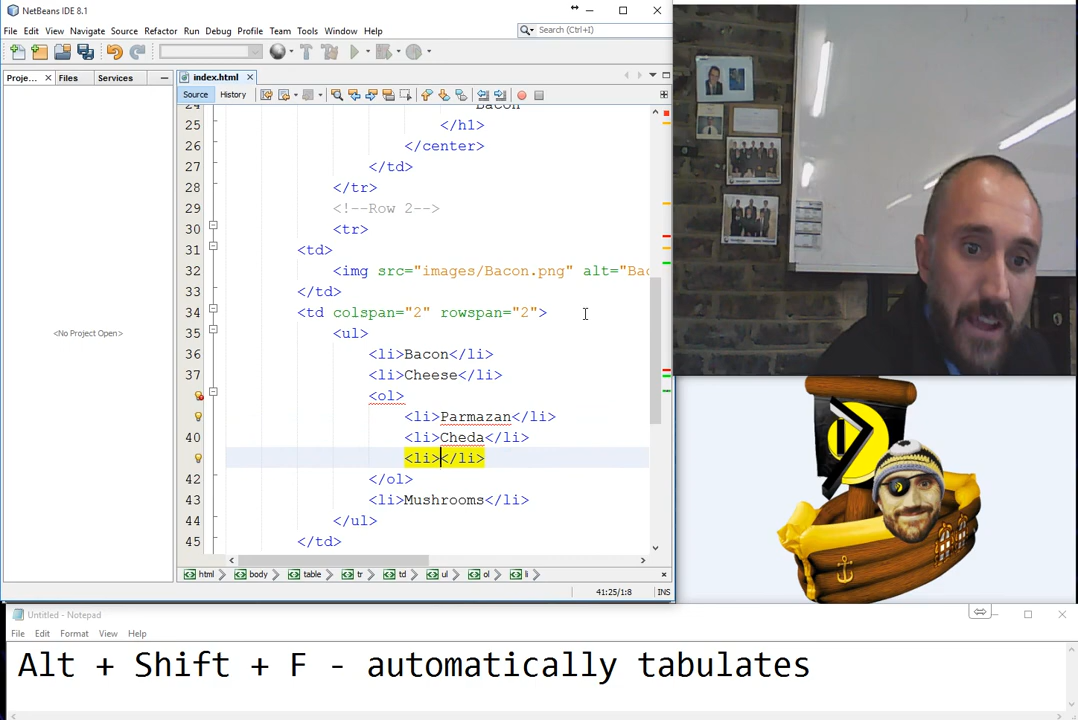 NetBeans IDE 8.1
File Edit View Navigate Source Refactor Run Debug Profile Team Tools Window Help
Search (Ctrl+I)
Proje... Files Services
index.html
Source History
24 Bacon
25 </h1>
26 </center>
27 </td>
28 </tr>
29 <!--Row 2-->
30 <tr>
31 <td>
32 <img src="images/Bacon.png" alt="Bac
33 </td>
34 <td colspan="2" rowspan="2">
35 <ul>
36 <li>Bacon</li>
37 <li>Cheese</li>
<ol>
<li>Parmazan</li>
40 <li>Cheda</li>
<li></li>
42 </ol>
43 <li>Mushrooms</li>
44 </ul>
45 </td>
<No Project Open>
html body table tr td ul ol li
41:25/1:8 INS
Untitled - Notepad
File Edit Format View Help
Alt + Shift + F - automatically tabulates